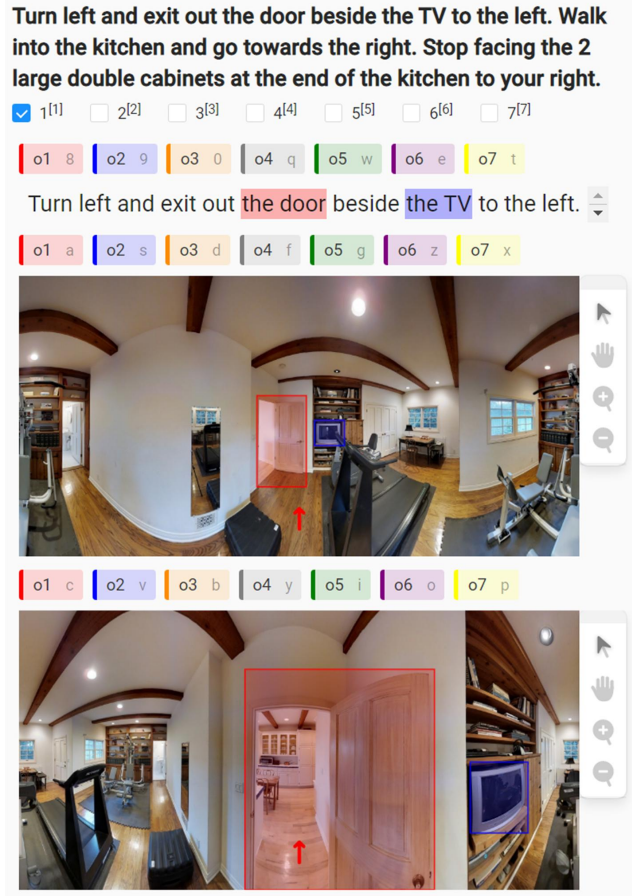 Turn left and exit out the door beside the TV to the left. Walk
into the kitchen and go towards the right. Stop facing the 2
large double cabinets at the end of the kitchen to your right.
1[1] 2[2] 3[3] 4[4] 5[5] 6[6] 7[7]
o1 8 o2 9 o3 0 o4 q o5 w o6 e o7 t
Turn left and exit out the door beside the TV to the left.
o1 a o2 s o3 d o4 f o5 g o6 z o7 x
o1 c o2 v o3 b o4 y o5 i o6 o o7 p